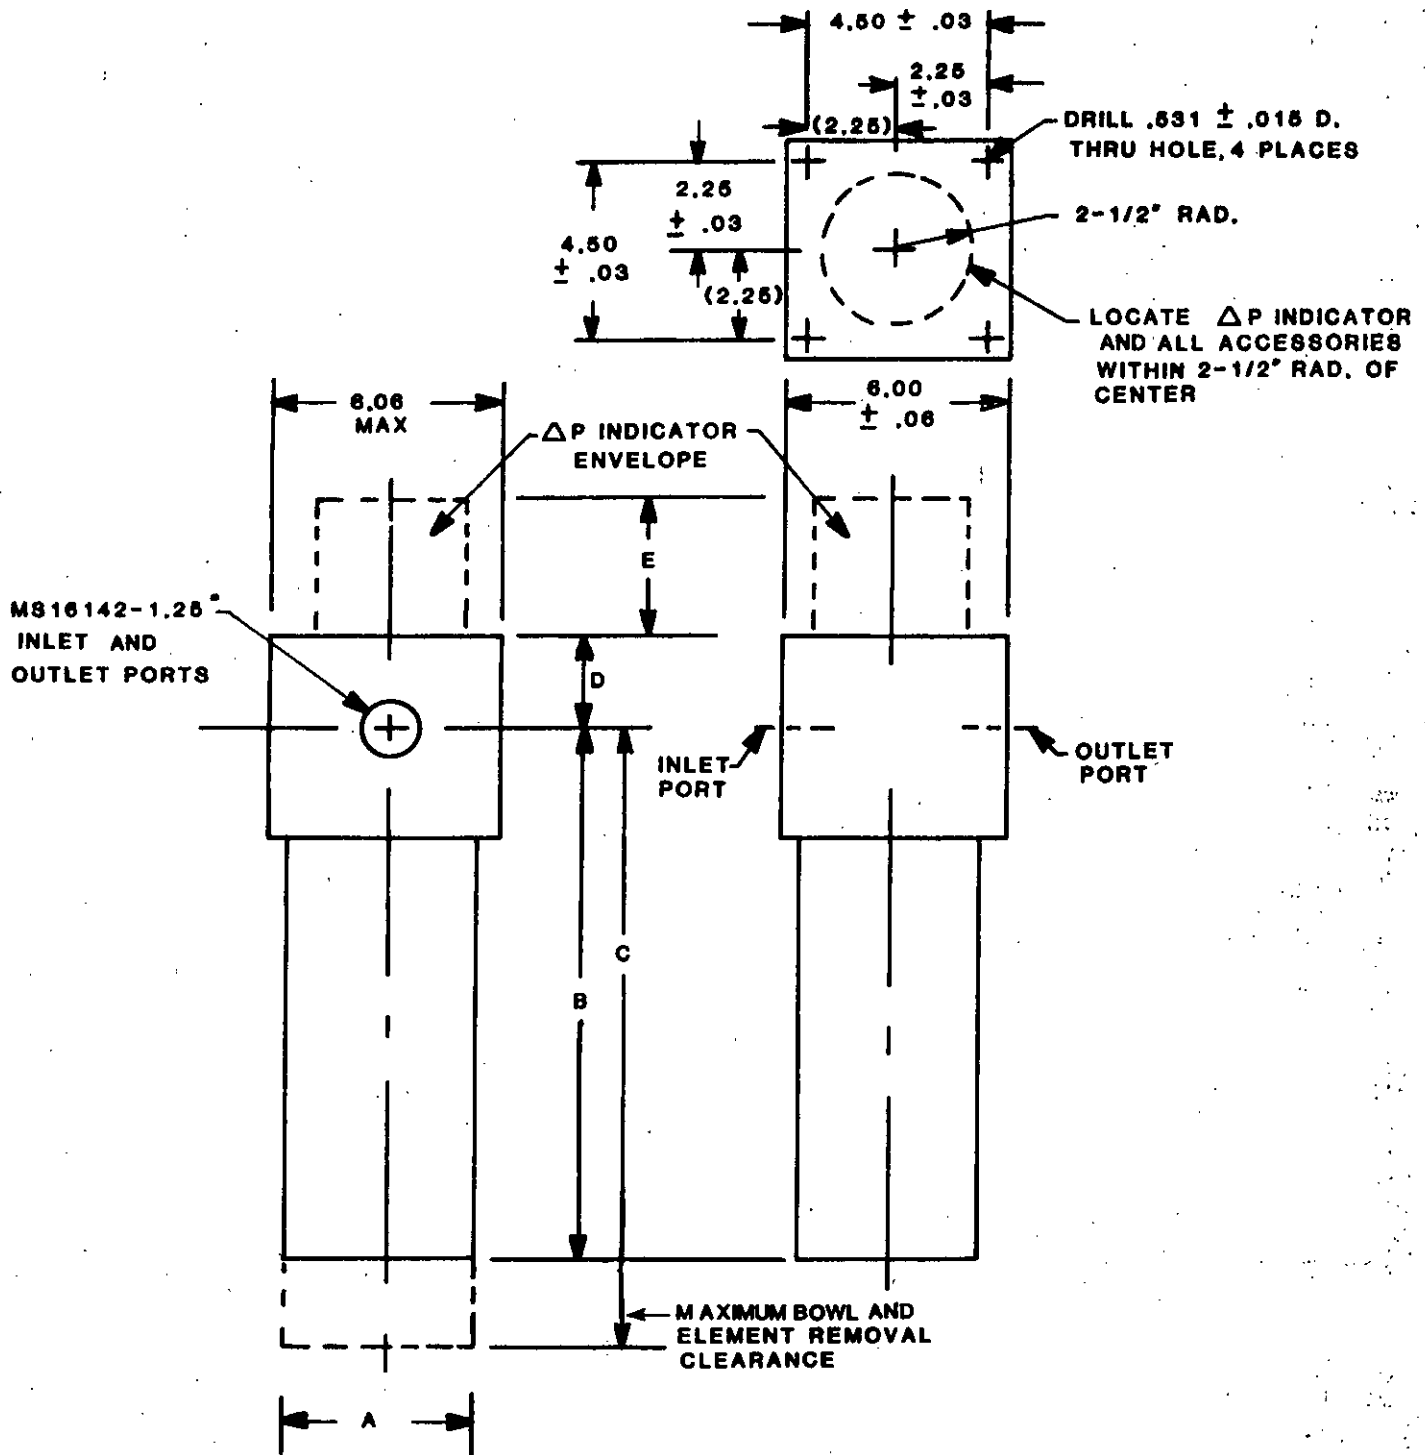 4.50 ± .03
2.25
± .03
(2.25)
DRILL .531 ± .015 D.
THRU HOLE, 4 PLACES
2.25
± .03
4.50
± .03
(2.25)
2-1/2" RAD.
LOCATE △P INDICATOR
AND ALL ACCESSORIES
WITHIN 2-1/2" RAD. OF
CENTER
6.06
MAX
6.00
± .06
△P INDICATOR
ENVELOPE
E
MS16142-1.25"
INLET AND
OUTLET PORTS
D
INLET
PORT
OUTLET
PORT
C
B
MAXIMUM BOWL AND
ELEMENT REMOVAL
CLEARANCE
A